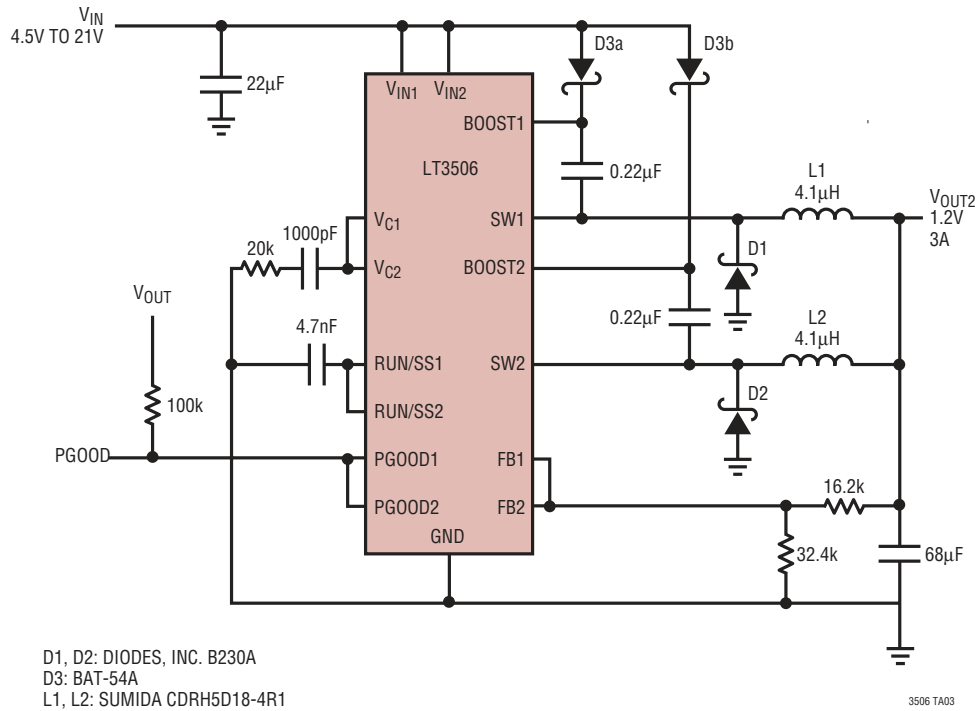 VIN
4.5V TO 21V
22µF
D3a
D3b
VIN1
VIN2
BOOST1
LT3506
0.22µF
L1
4.1µH
VOUT2
1.2V
3A
VC1
SW1
1000pF
20k
D1
VC2
BOOST2
VOUT
0.22µF
L2
4.1µH
4.7nF
RUN/SS1
SW2
D2
100k
RUN/SS2
PGOOD
PGOOD1
FB1
16.2k
PGOOD2
FB2
GND
32.4k
68µF
D1, D2: DIODES, INC. B230A
D3: BAT-54A
L1, L2: SUMIDA CDRH5D18-4R1
3506 TA03